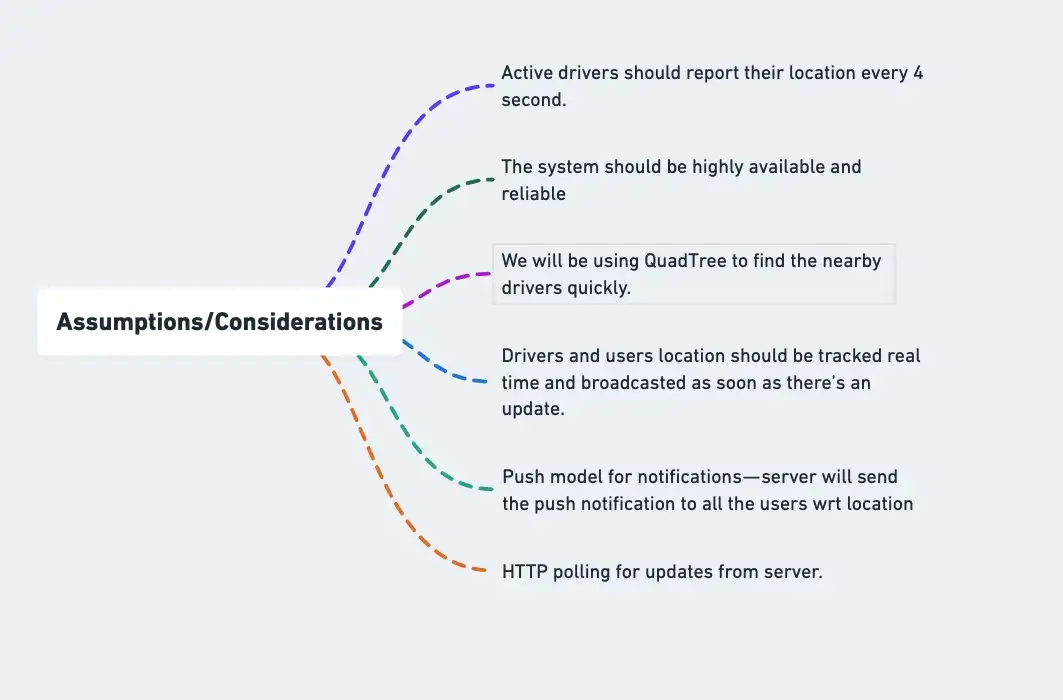 Active drivers should report their location every 4
second.
The system should be highly available and
reliable
We will be using QuadTree to find the nearby
drivers quickly.
Assumptions/Considerations
Drivers and users location should be tracked real
time and broadcasted as soon as there's an
update.
Push model for notifications—server will send
the push notification to all the users wrt location
HTTP polling for updates from server.